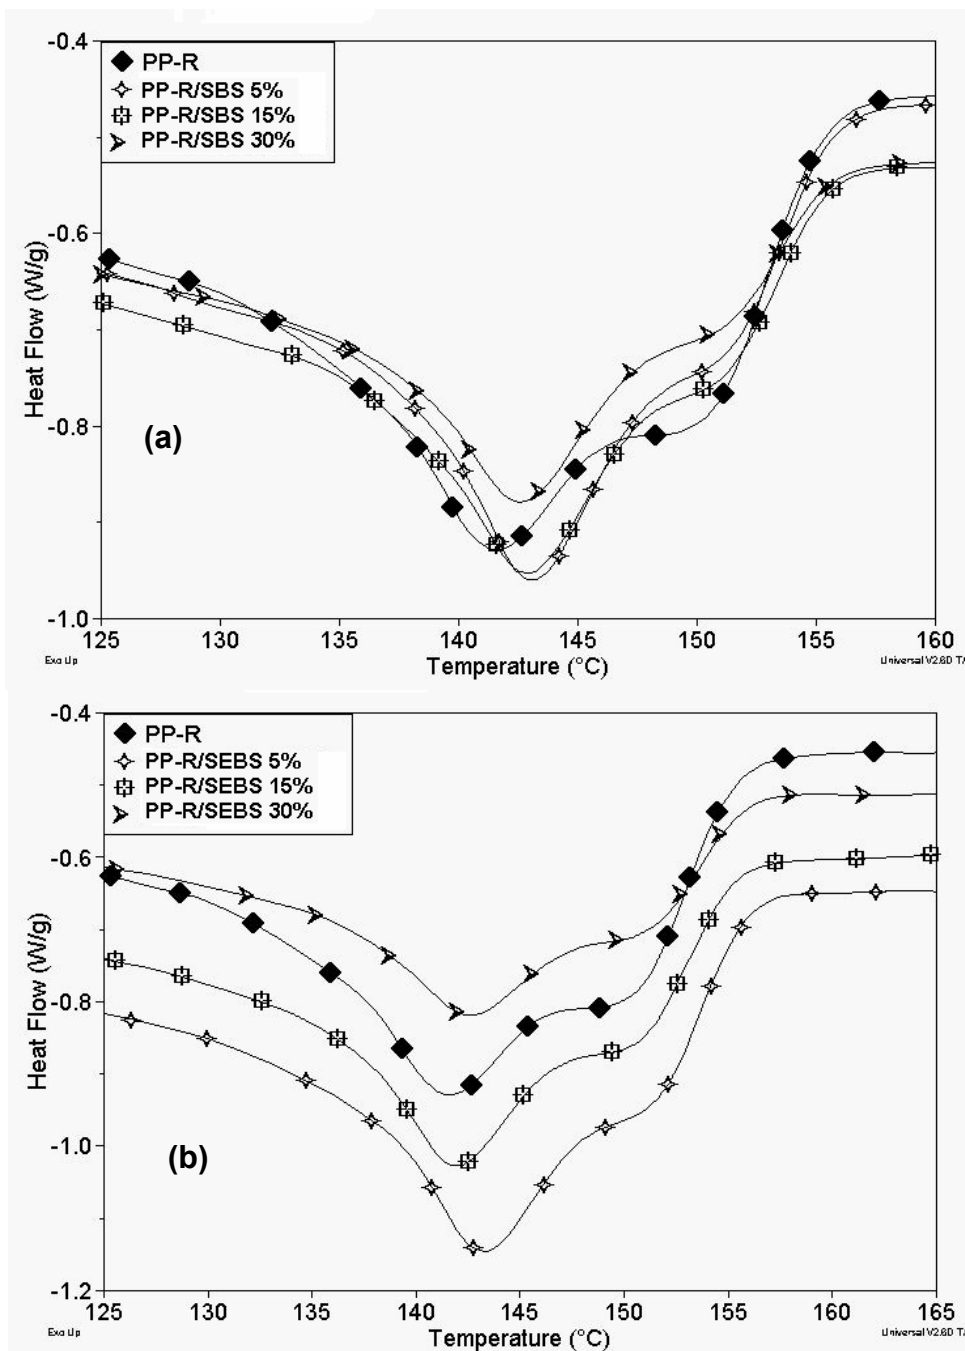 -0.4
PP-R
PP-R/SBS 5%
PP-R/SBS 15%
PP-R/SBS 30%
-0.6
Heat Flow (W/g)
-0.8
(a)
-1.0
125 130 135 140 145 150 155 160
Exo Up
Temperature (°C)
Universal V2.6D TA
-0.4
PP-R
PP-R/SEBS 5%
PP-R/SEBS 15%
PP-R/SEBS 30%
-0.6
Heat Flow (W/g)
-0.8
-1.0
(b)
-1.2
125 130 135 140 145 150 155 160 165
Exo Up
Temperature (°C)
Universal V2.6D TA